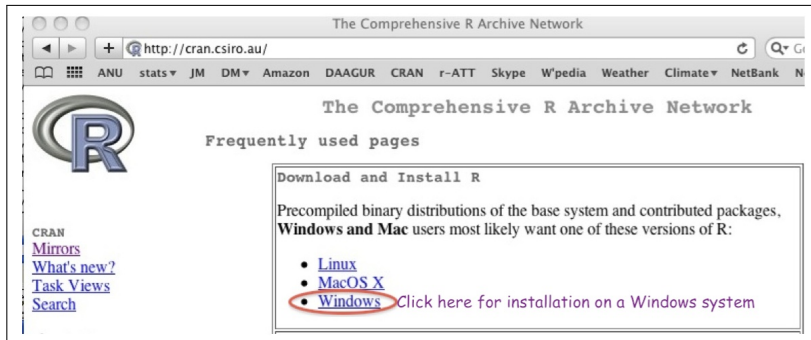 The Comprehensive R Archive Network
http://cran.csiro.au/
ANU stats JM DM Amazon DAAGUR CRAN r-ATT Skype W'pedia Weather Climate NetBank
R
The Comprehensive R Archive Network
Frequently used pages
Download and Install R
Precompiled binary distributions of the base system and contributed packages,
Windows and Mac users most likely want one of these versions of R:
CRAN
Mirrors
What's new?
Task Views
Search
• Linux
• MacOS X
• Windows Click here for installation on a Windows system